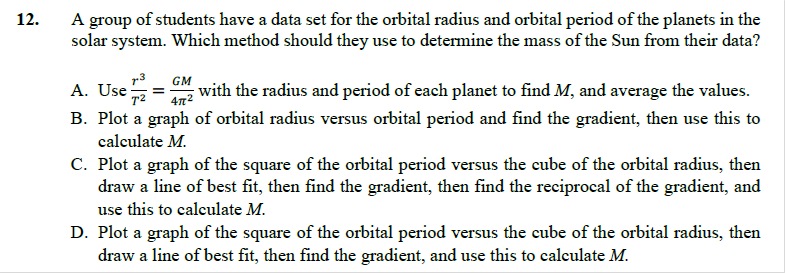 12. A group of students have a data set for the orbital radius and orbital period of the planets in the
solar system. Which method should they use to determine the mass of the Sun from their data?
A. Use r³/T² = GM/4π² with the radius and period of each planet to find M, and average the values.
B. Plot a graph of orbital radius versus orbital period and find the gradient, then use this to
calculate M.
C. Plot a graph of the square of the orbital period versus the cube of the orbital radius, then
draw a line of best fit, then find the gradient, then find the reciprocal of the gradient, and
use this to calculate M.
D. Plot a graph of the square of the orbital period versus the cube of the orbital radius, then
draw a line of best fit, then find the gradient, and use this to calculate M.